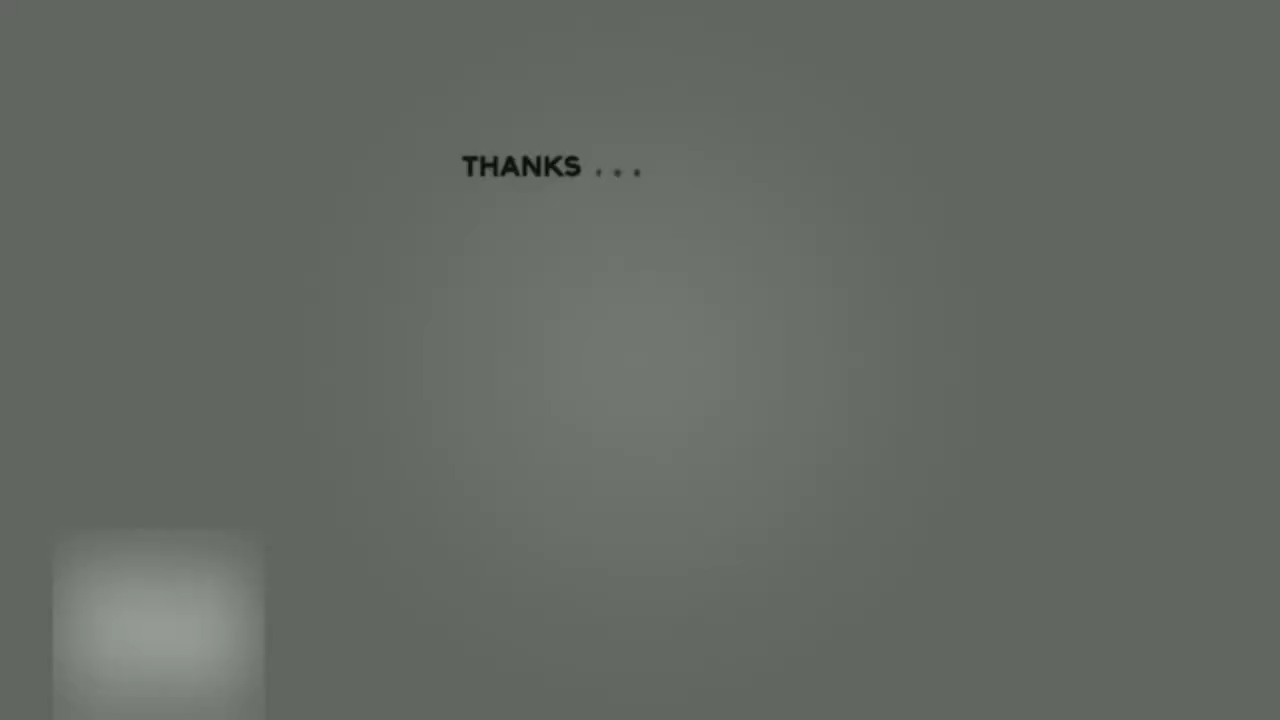 THANKS . . .